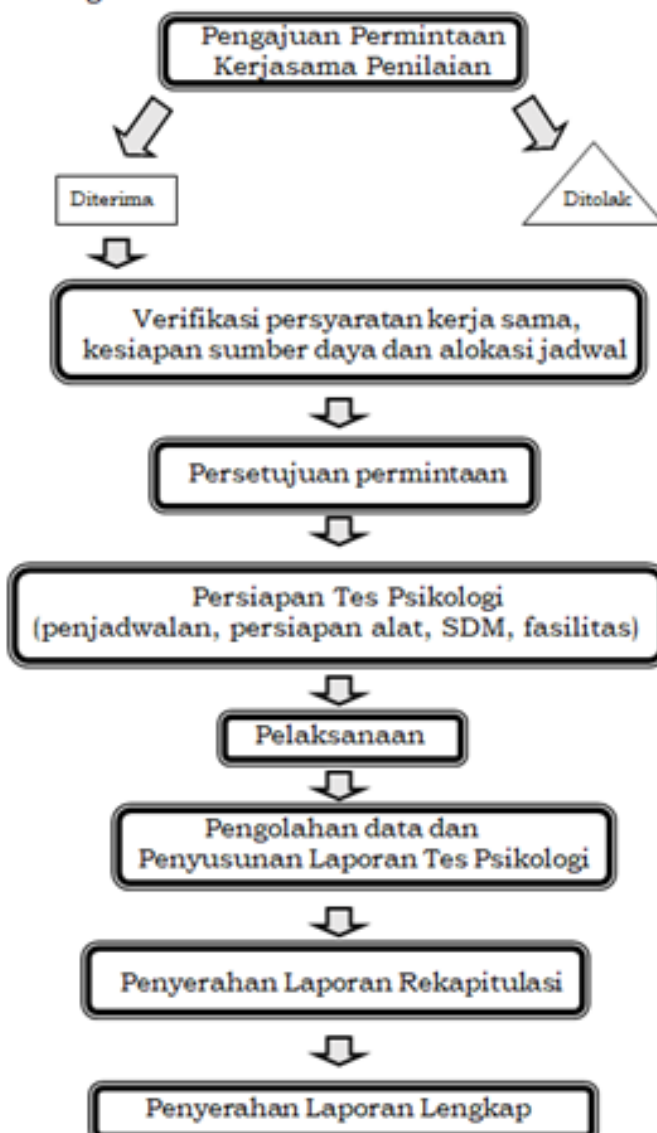 Pengajuan Permintaan
Kerjasama Penilaian
Diterima
Ditolak
Verifikasi persyaratan kerja sama,
kesiapan sumber daya dan alokasi jadwal
Persetujuan permintaan
Persiapan Tes Psikologi
(penjadwalan, persiapan alat, SDM, fasilitas)
Pelaksanaan
Pengolahan data dan
Penyusunan Laporan Tes Psikologi
Penyerahan Laporan Rekapitulasi
Penyerahan Laporan Lengkap